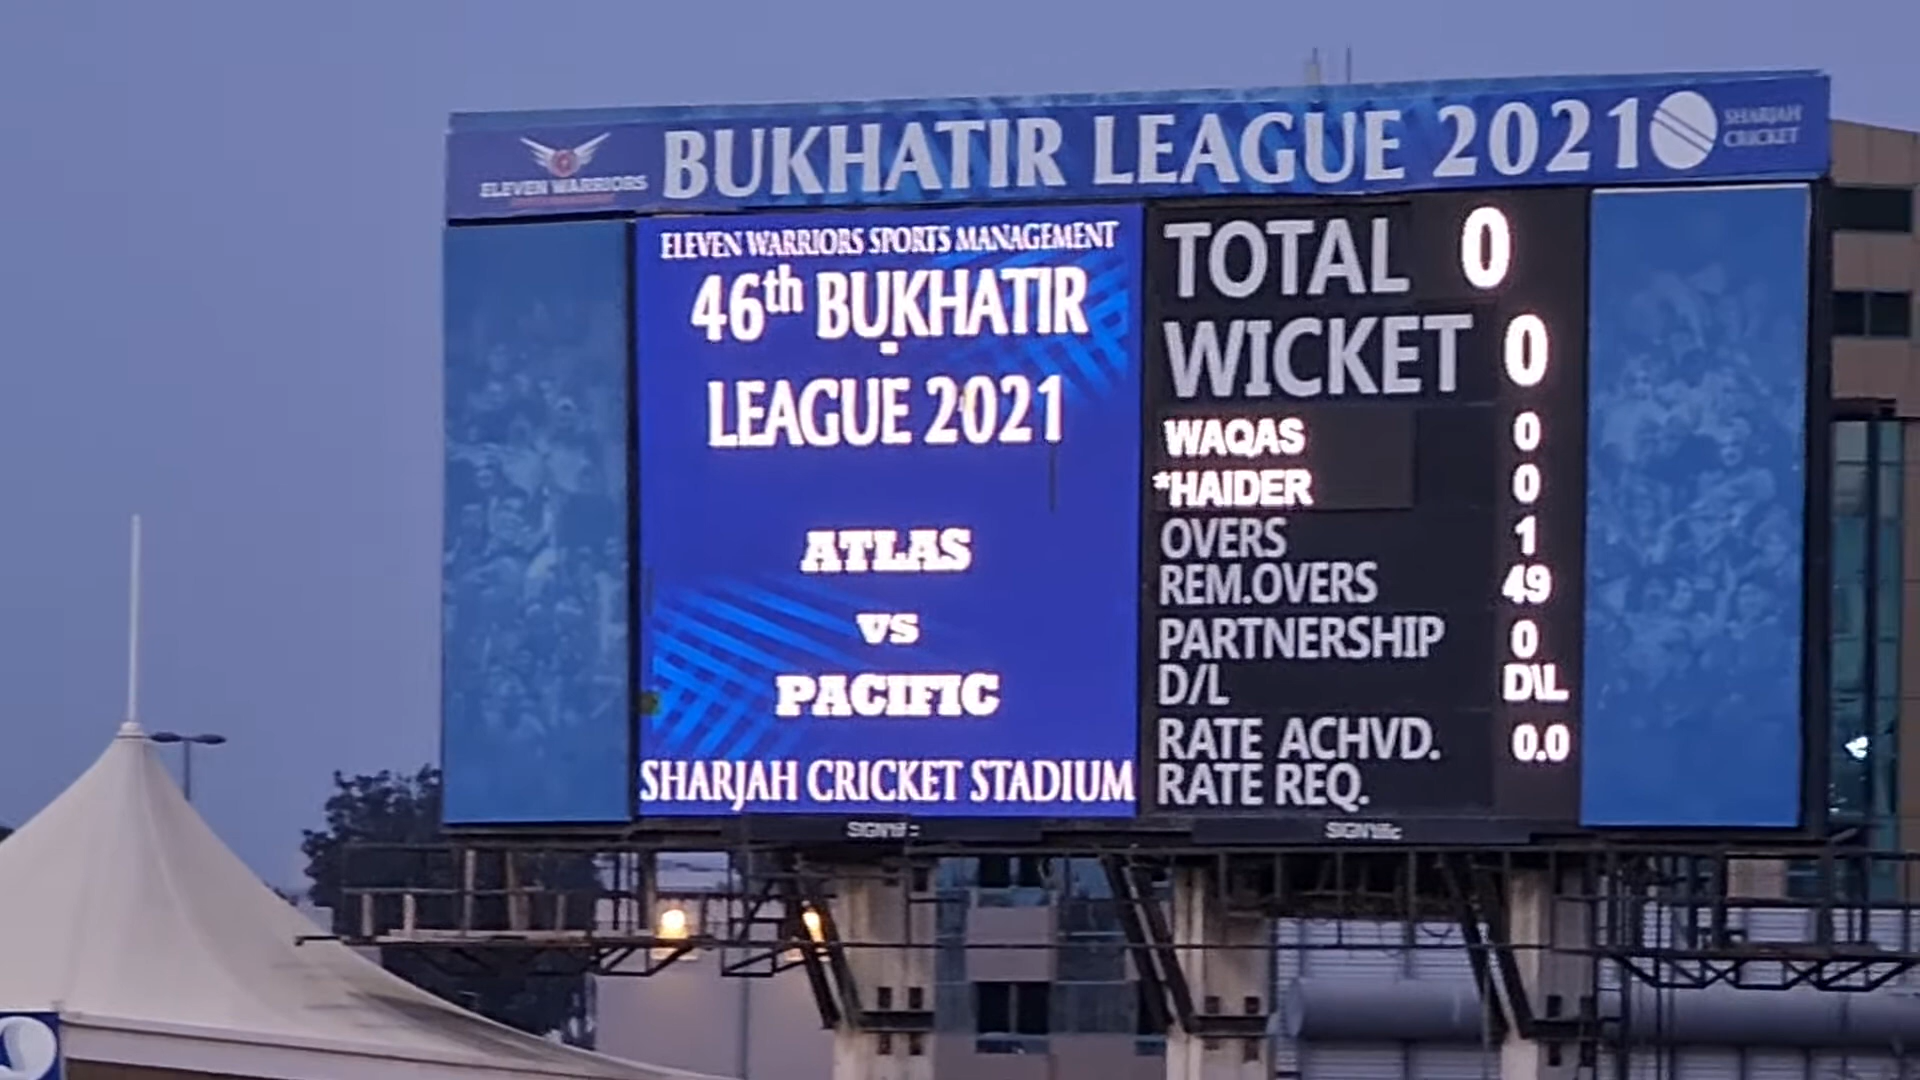 ELEVEN WARRIORS
BUKHATIR LEAGUE 2021
SHARJAH
CRICKET
ELEVEN WARRIORS SPORTS MANAGEMENT
46th BUKHATIR
LEAGUE 2021
ATLAS
VS
PACIFIC
SHARJAH CRICKET STADIUM
TOTAL 0
WICKET 0
WAQAS 0
*HAIDER 0
OVERS 1
REM.OVERS 49
PARTNERSHIP 0
D/L D\L
RATE ACHVD. 0.0
RATE REQ.